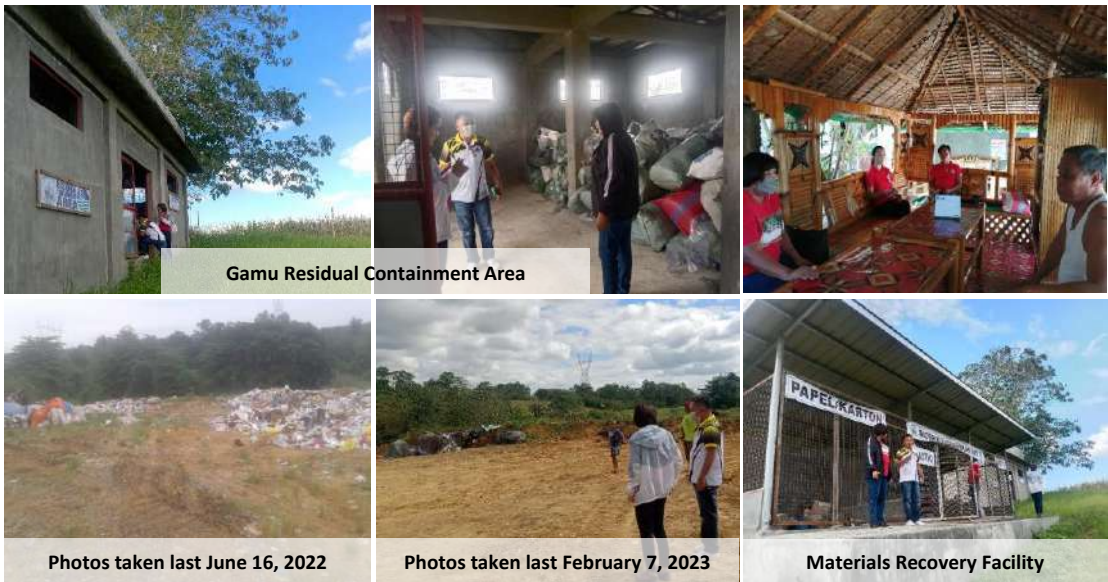 Gamu Residual Containment Area
PAPEL/KARTON
Photos taken last June 16, 2022
Photos taken last February 7, 2023
Materials Recovery Facility